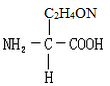 C₂H₄ON
NH₂ C COOH
H